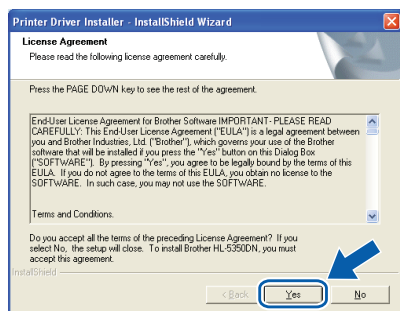 Printer Driver Installer - InstallShield Wizard
License Agreement
Please read the following license agreement carefully.
Press the PAGE DOWN key to see the rest of the agreement.
End-User License Agreement for Brother Software IMPORTANT- PLEASE READ
CAREFULLY: This End-User License Agreement ("EULA") is a legal agreement between
you and Brother Industries, Ltd. ("Brother"), which governs your use of the Brother
software that will be installed if you press the "Yes" button on this Dialog Box
("SOFTWARE"). By pressing "Yes", you agree to be legally bound by the terms of this
EULA. If you do not agree to the terms of this EULA, you obtain no license to the
SOFTWARE. In such case, you may not use the SOFTWARE.
Terms and Conditions.
Do you accept all the terms of the preceding License Agreement? If you
select No, the setup will close. To install Brother HL-5350DN, you must
accept this agreement.
InstallShield
< Back Yes No